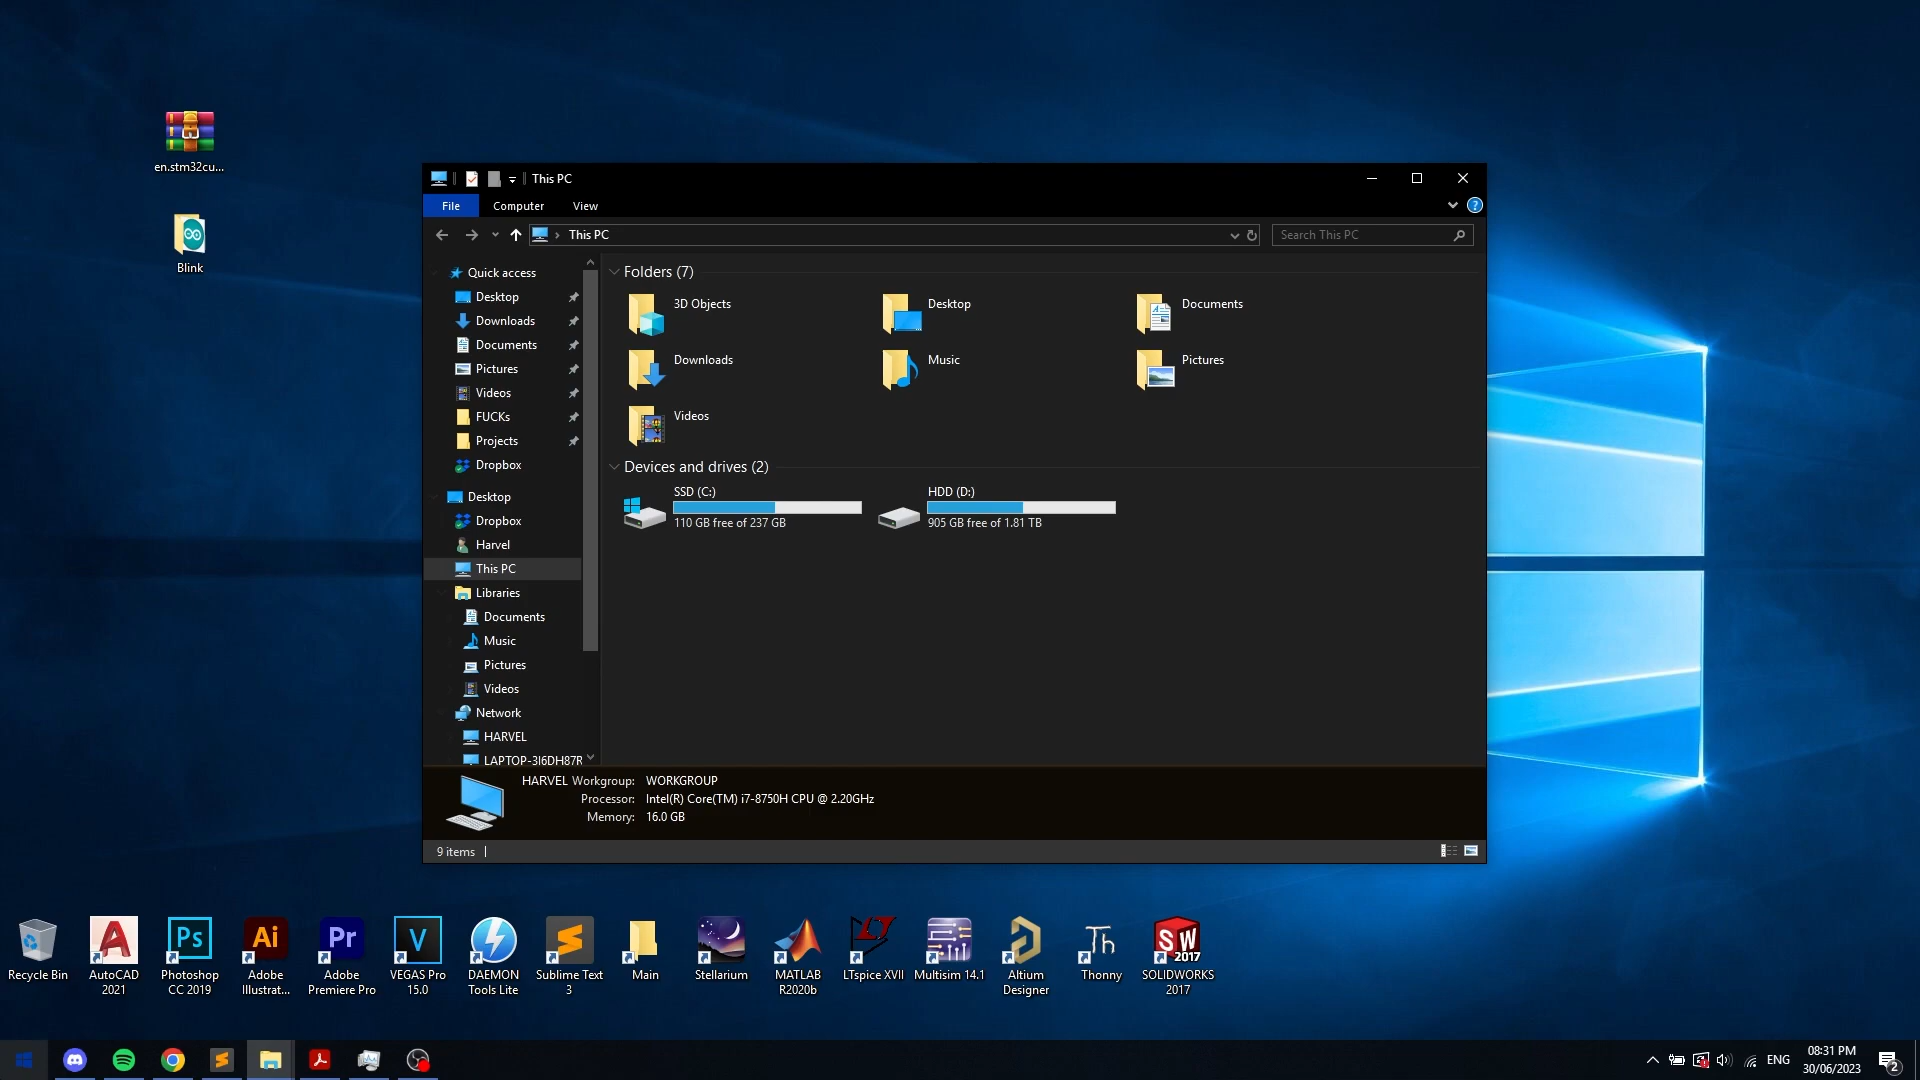 en.stm32cu...
Blink
This PC
File
Computer
View
This PC
Search This PC
Quick access
Desktop
Downloads
Documents
Pictures
Videos
FUCKs
Projects
Dropbox
Desktop
Dropbox
Harvel
This PC
Libraries
Documents
Music
Pictures
Videos
Network
HARVEL
LAPTOP-3I6DH87R
Folders (7)
3D Objects
Desktop
Documents
Downloads
Music
Pictures
Videos
Devices and drives (2)
SSD (C:)
110 GB free of 237 GB
HDD (D:)
905 GB free of 1.81 TB
HARVEL Workgroup: WORKGROUP
Processor: Intel(R) Core(TM) i7-8750H CPU @ 2.20GHz
Memory: 16.0 GB
9 items
Recycle Bin
AutoCAD
2021
Photoshop
CC 2019
Adobe
Illustrat...
Adobe
Premiere Pro
VEGAS Pro
15.0
DAEMON
Tools Lite
Sublime Text
3
Main
Stellarium
MATLAB
R2020b
LTspice XVII
Multisim 14.1
Altium
Designer
Thonny
SOLIDWORKS
2017
ENG
08:31 PM
30/06/2023
2